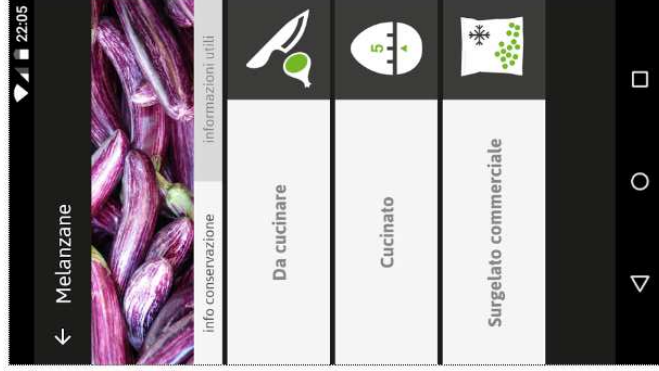 22:05
Melanzane
info conservazione
informazioni utili
Da cucinare
Cucinato
5
Surgelato commerciale